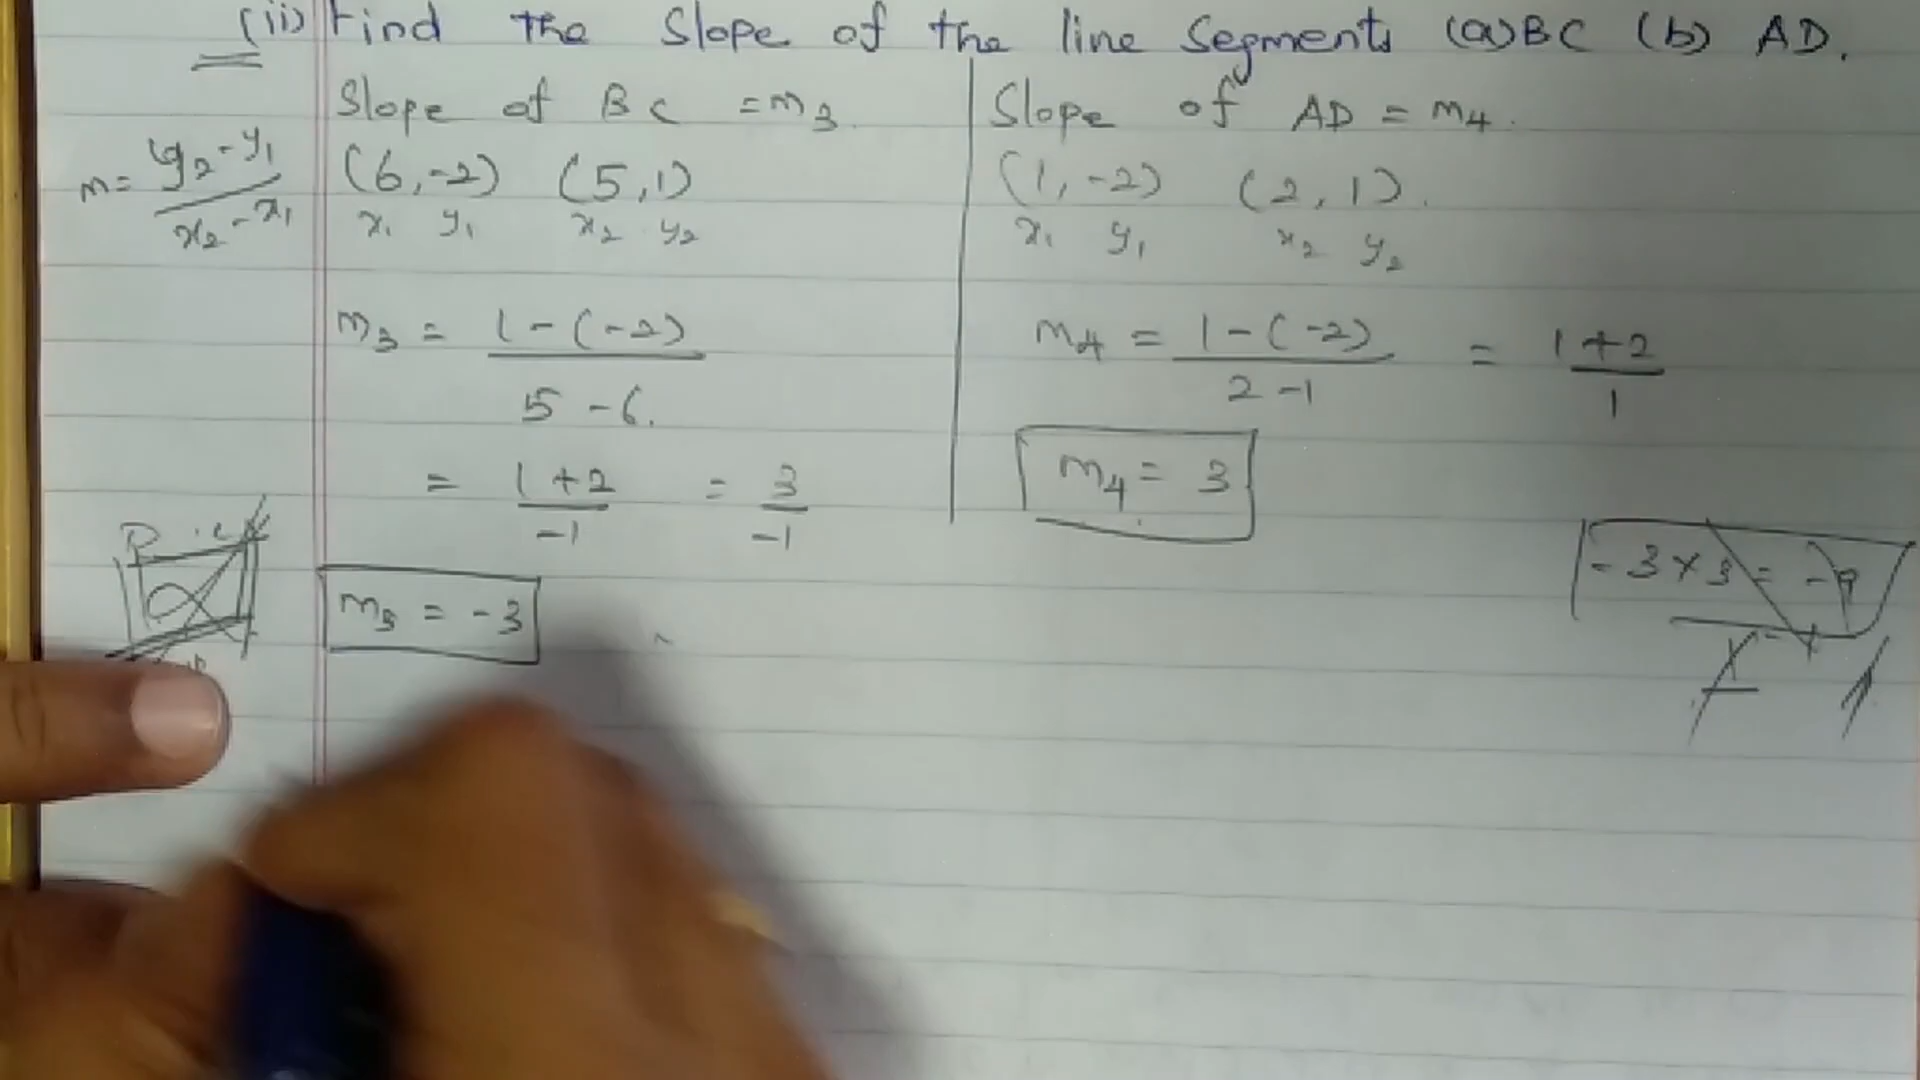 (ii) Find the Slope of the line Segments (a) BC (b) AD.
Slope of BC = m3
m = y2 - y1 / x2 - x1
(6, -2) (5, 1)
x1 y1 x2 y2
m3 = 1 - (-2) / 5 - 6.
= 1 + 2 / -1 = 3 / -1
m3 = -3
Slope of AD = m4.
(1, -2) (2, 1).
x1 y1 x2 y2
m4 = 1 - (-2) / 2 - 1 = 1 + 2 / 1
m4 = 3
-3 × 3 = -9
D